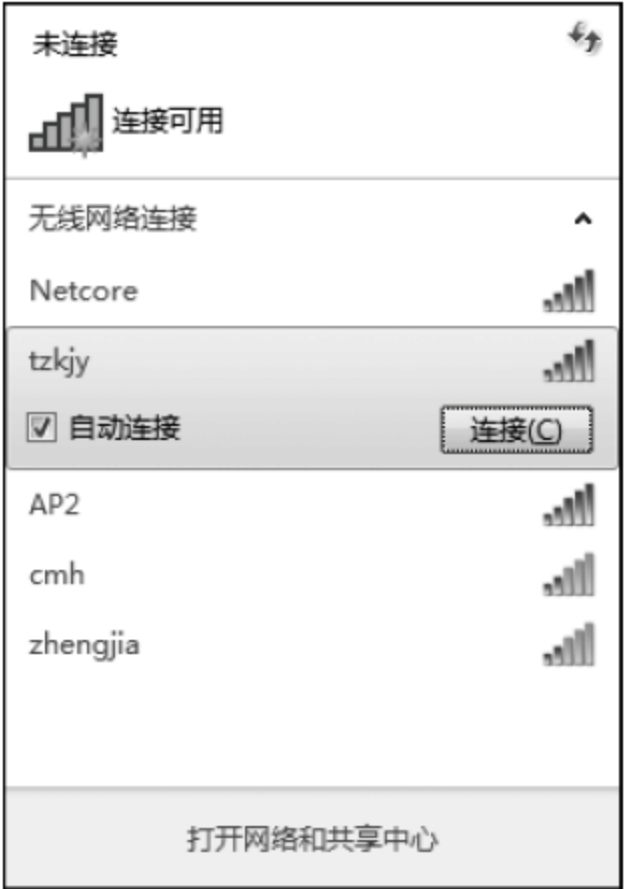 未连接
连接可用
无线网络连接
Netcore
tzkjy
自动连接 连接(C)
AP2
cmh
zhengjia
打开网络和共享中心